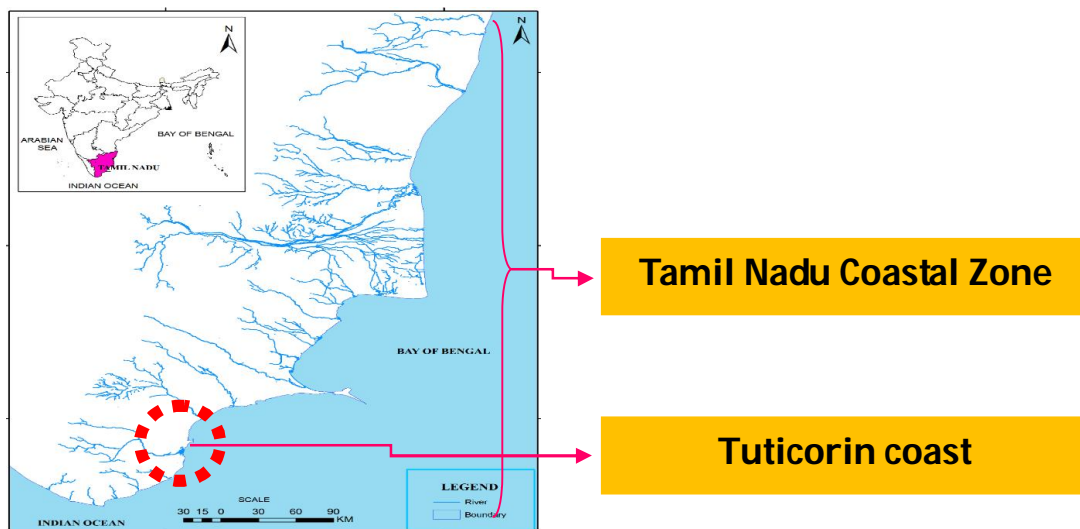 N
N
BAY OF BENGAL
ARABIAN
SEA
TAMIL NADU
INDIAN OCEAN
Tamil Nadu Coastal Zone
BAY OF BENGAL
Tuticorin coast
LEGEND
River
Boundary
SCALE
30 15 0 30 60 90
KM
INDIAN OCEAN